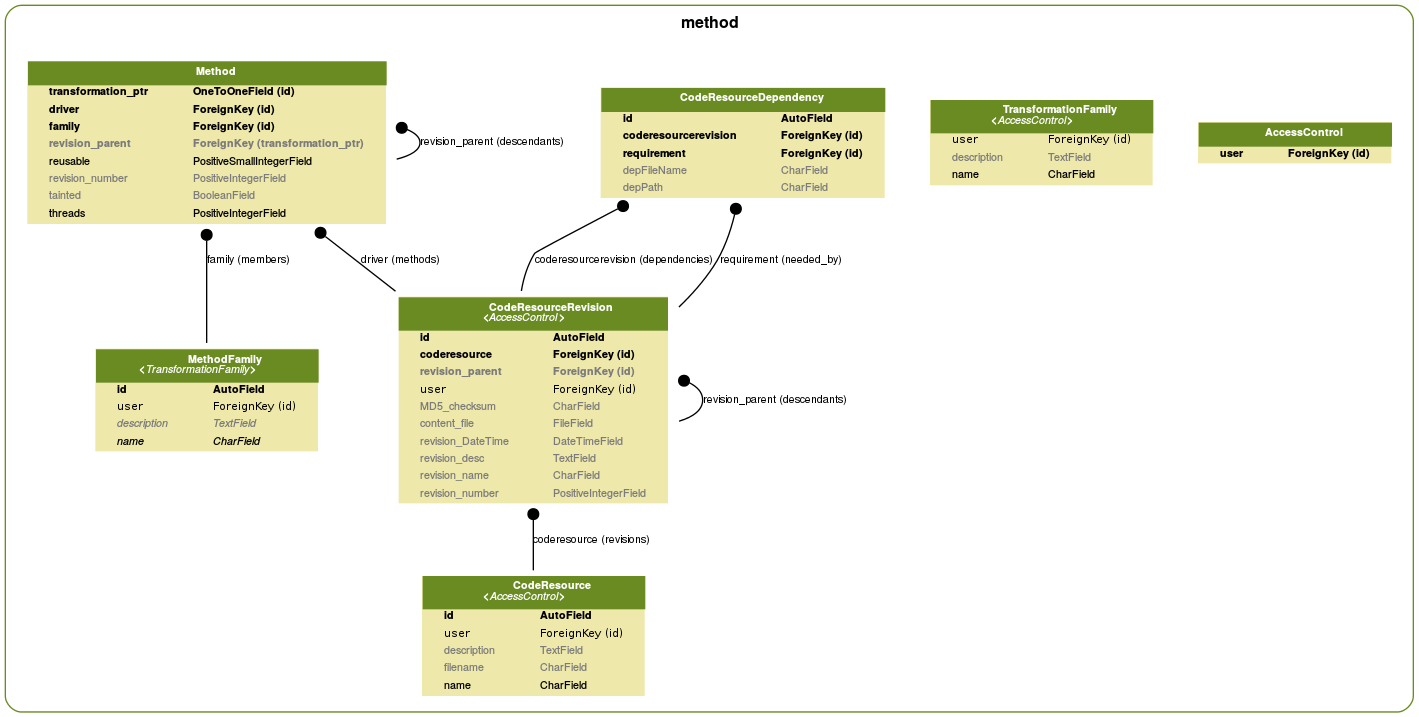 method
Method
transformation_ptr OneToOneField (id)
driver ForeignKey (id)
family ForeignKey (id)
revision_parent ForeignKey (transformation_ptr)
reusable PositiveSmallIntegerField
revision_number PositiveIntegerField
tainted BooleanField
threads PositiveIntegerField
revision_parent (descendants)
CodeResourceDependency
id AutoField
coderesourcerevision ForeignKey (id)
requirement ForeignKey (id)
depFileName CharField
depPath CharField
TransformationFamily
<AccessControl>
user ForeignKey (id)
description TextField
name CharField
AccessControl
user ForeignKey (id)
family (members)
driver (methods)
coderesourcerevision (dependencies)
requirement (needed_by)
MethodFamily
<TransformationFamily>
id AutoField
user ForeignKey (id)
description TextField
name CharField
CodeResourceRevision
<AccessControl>
id AutoField
coderesource ForeignKey (id)
revision_parent ForeignKey (id)
user ForeignKey (id)
MD5_checksum CharField
content_file FileField
revision_DateTime DateTimeField
revision_desc TextField
revision_name CharField
revision_number PositiveIntegerField
revision_parent (descendants)
coderesource (revisions)
CodeResource
<AccessControl>
id AutoField
user ForeignKey (id)
description TextField
filename CharField
name CharField